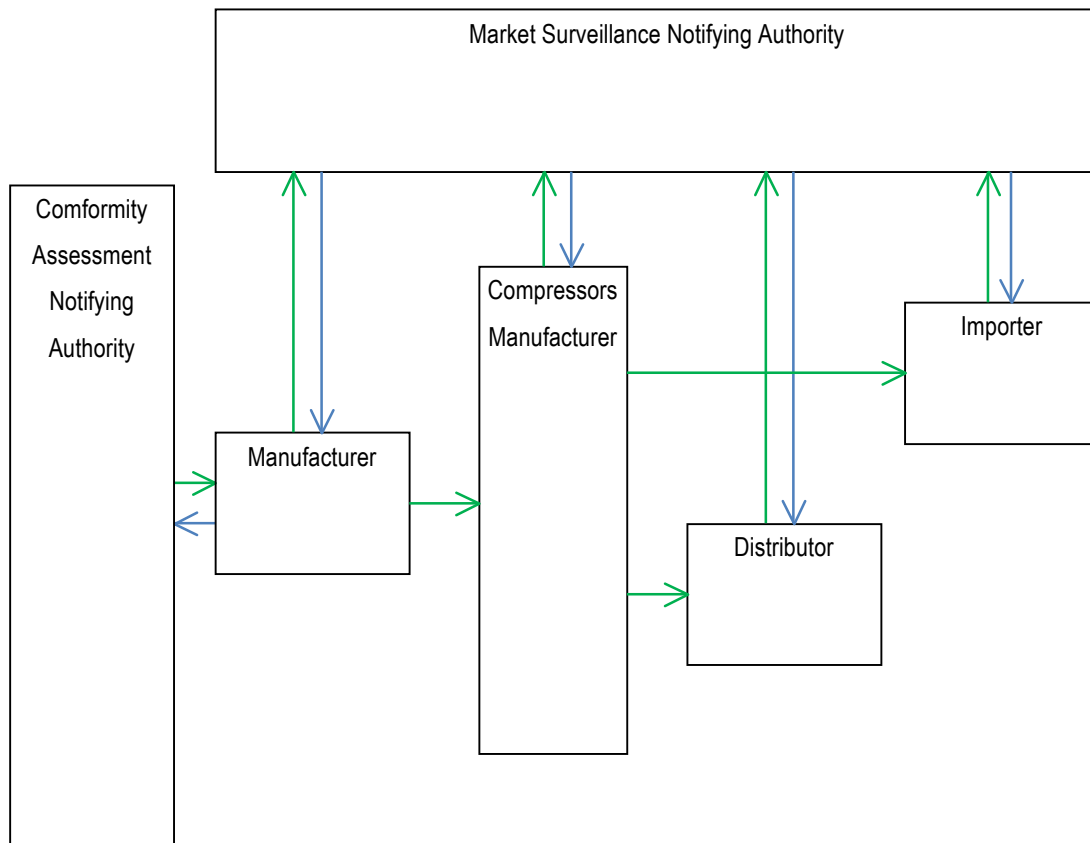 Market Surveillance Notifying Authority
Comformity
Assessment
Notifying
Authority
Compressors
Manufacturer
Importer
Manufacturer
Distributor